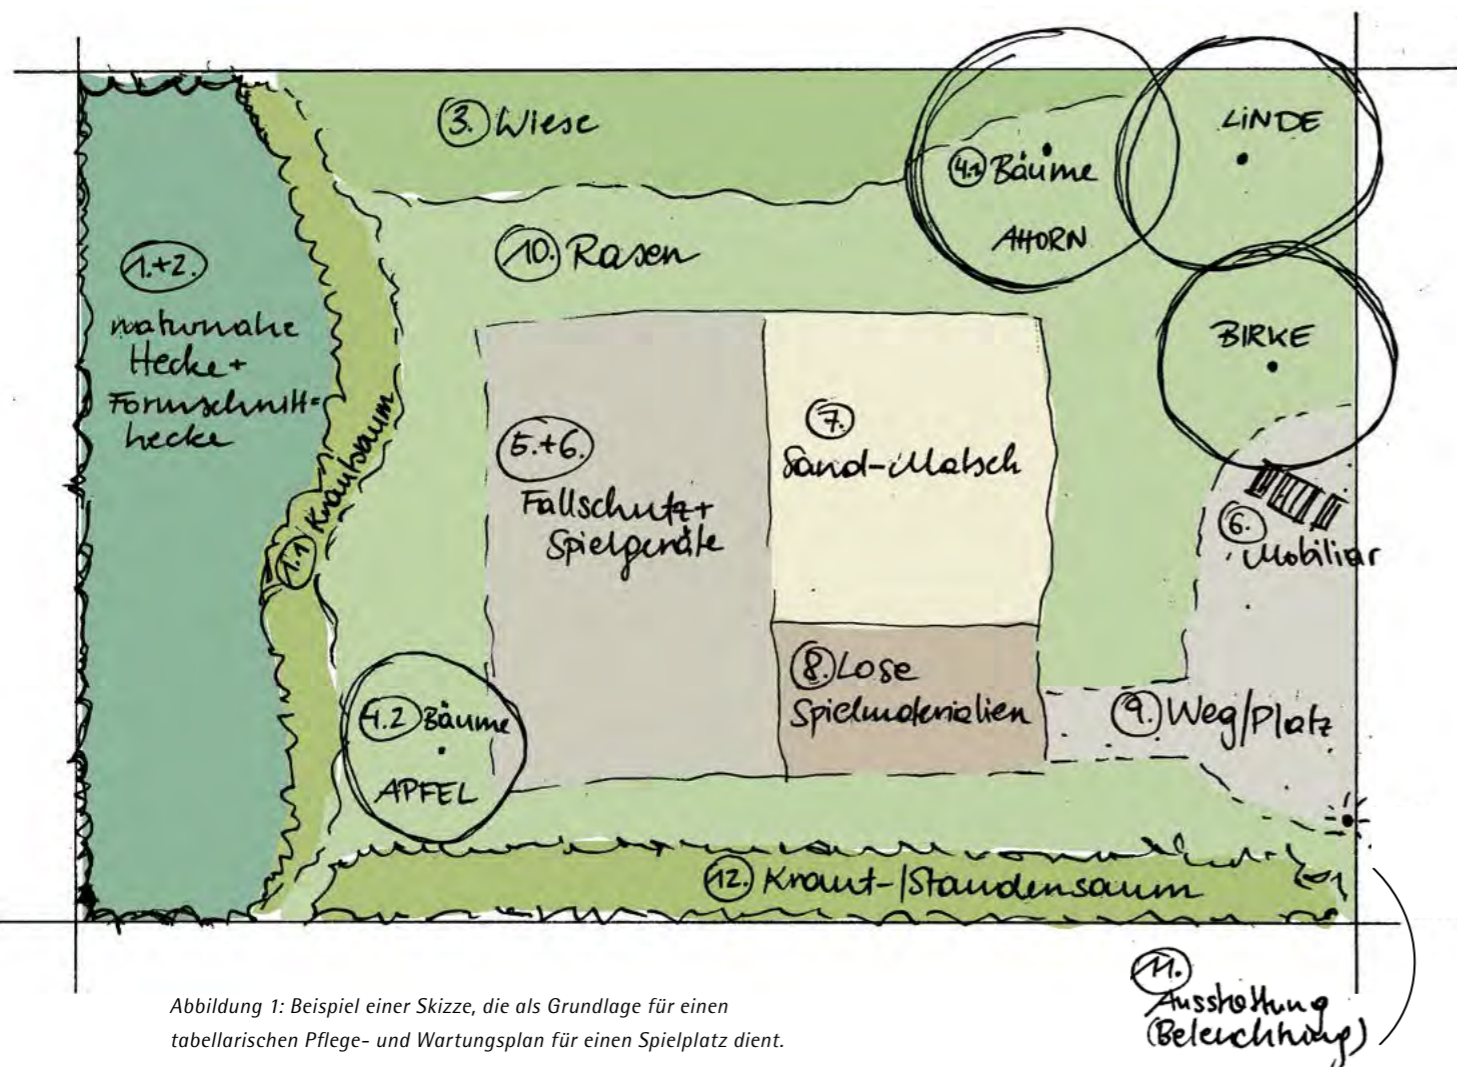 3. Wiese
LINDE
4.1 Bäume
AHORN
10. Rasen
1.+2.
naturnahe
Hecke+
Formschnitt=
hecke
BIRKE
1.1 Krautsaum
5.+6.
Fallschutz+
Spielgeräte
7.
Sand-Matsch
6.
Mobiliar
8. Lose
Spielmaterialien
9. Weg/Platz
4.2 Bäume
APFEL
12. Kraut-/Staudensaum
11.
Ausstattung
(Beleuchtung)
Abbildung 1: Beispiel einer Skizze, die als Grundlage für einen
tabellarischen Pflege- und Wartungsplan für einen Spielplatz dient.